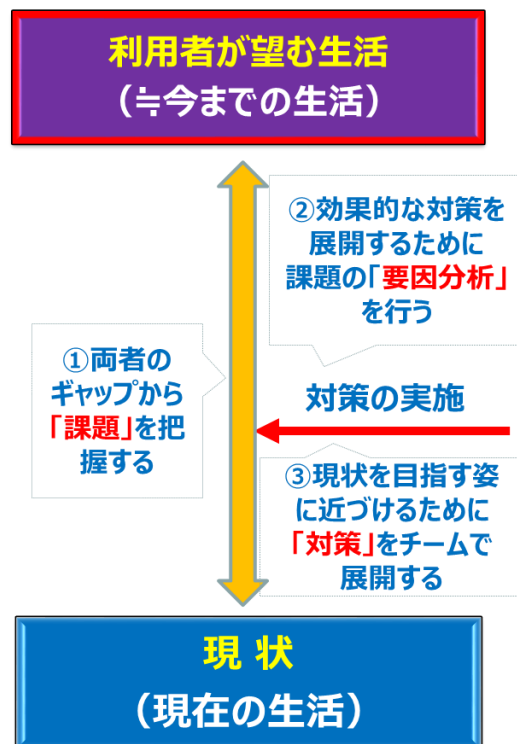 利用者が望む生活
（≒今までの生活）
②効果的な対策を
展開するために
課題の「要因分析」
を行う
①両者の
ギャップから
「課題」を把
握する
対策の実施
③現状を目指す姿
に近づけるために
「対策」をチームで
展開する
現 状
（現在の生活）